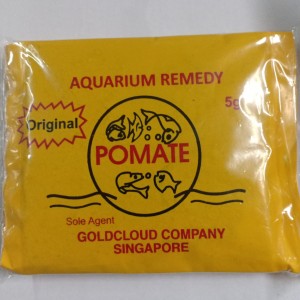 AQUARIUM REMEDY
5g
Original
POMATE
Sole Agent
GOLDCLOUD COMPANY
SINGAPORE